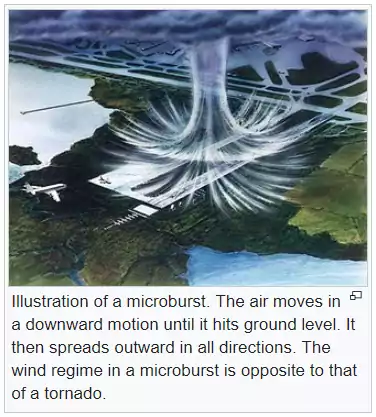 Illustration of a microburst. The air moves in
a downward motion until it hits ground level. It
then spreads outward in all directions. The
wind regime in a microburst is opposite to that
of a tornado.